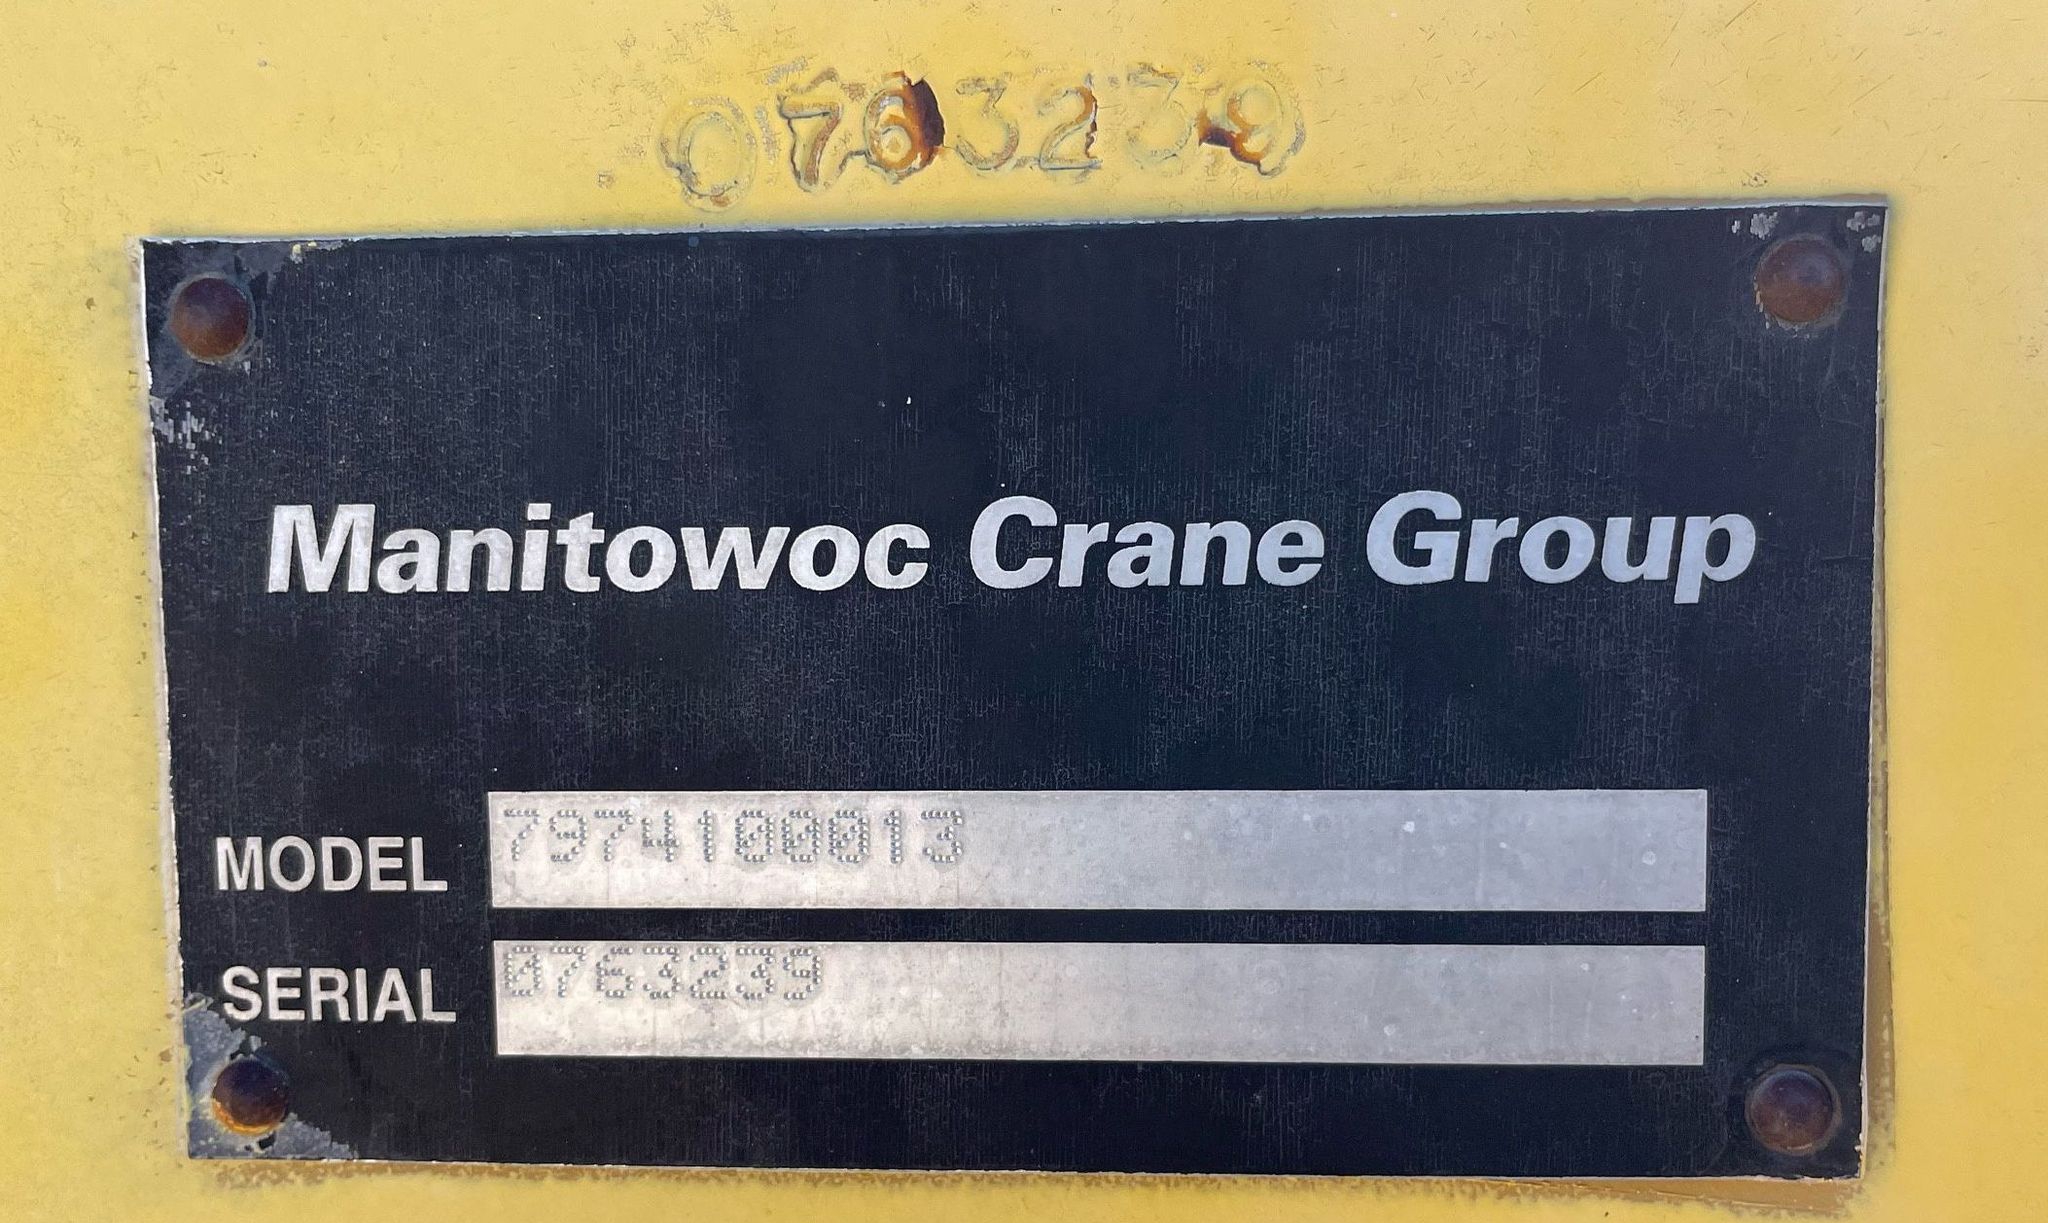 0763239
Manitowoc Crane Group
MODEL 7974100013
SERIAL 0763239